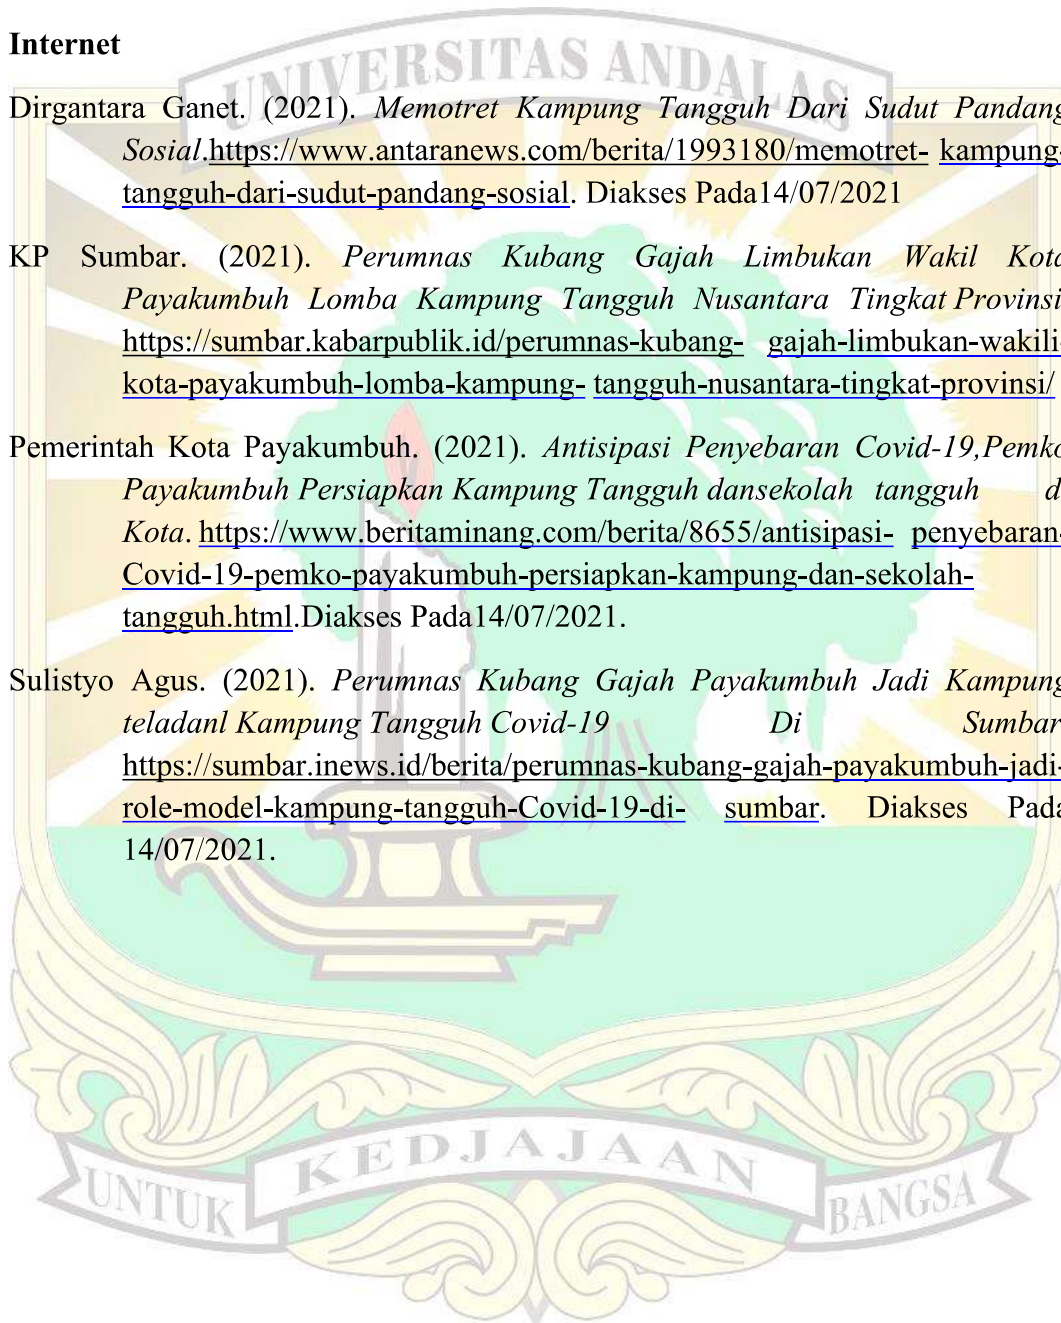 UNIVERSITAS ANDALAS
Internet
Dirgantara Ganet. (2021). Memotret Kampung Tangguh Dari Sudut Pandang
Sosial.https://www.antaranews.com/berita/1993180/memotret- kampung-
tangguh-dari-sudut-pandang-sosial. Diakses Pada14/07/2021
KP Sumbar. (2021). Perumnas Kubang Gajah Limbukan Wakil Kota
Payakumbuh Lomba Kampung Tangguh Nusantara Tingkat Provinsi
https://sumbar.kabarpublik.id/perumnas-kubang- gajah-limbukan-wakili-
kota-payakumbuh-lomba-kampung- tangguh-nusantara-tingkat-provinsi/
Pemerintah Kota Payakumbuh. (2021). Antisipasi Penyebaran Covid-19,Pemko
Payakumbuh Persiapkan Kampung Tangguh dansekolah tangguh d
Kota. https://www.beritaminang.com/berita/8655/antisipasi- penyebaran-
Covid-19-pemko-payakumbuh-persiapkan-kampung-dan-sekolah-
tangguh.html.Diakses Pada14/07/2021.
Sulistyo Agus. (2021). Perumnas Kubang Gajah Payakumbuh Jadi Kampung
teladanl Kampung Tangguh Covid-19 Di Sumbar
https://sumbar.inews.id/berita/perumnas-kubang-gajah-payakumbuh-jadi-
role-model-kampung-tangguh-Covid-19-di- sumbar. Diakses Pada
14/07/2021.
UNTUK KEDJAJAAN BANGSA